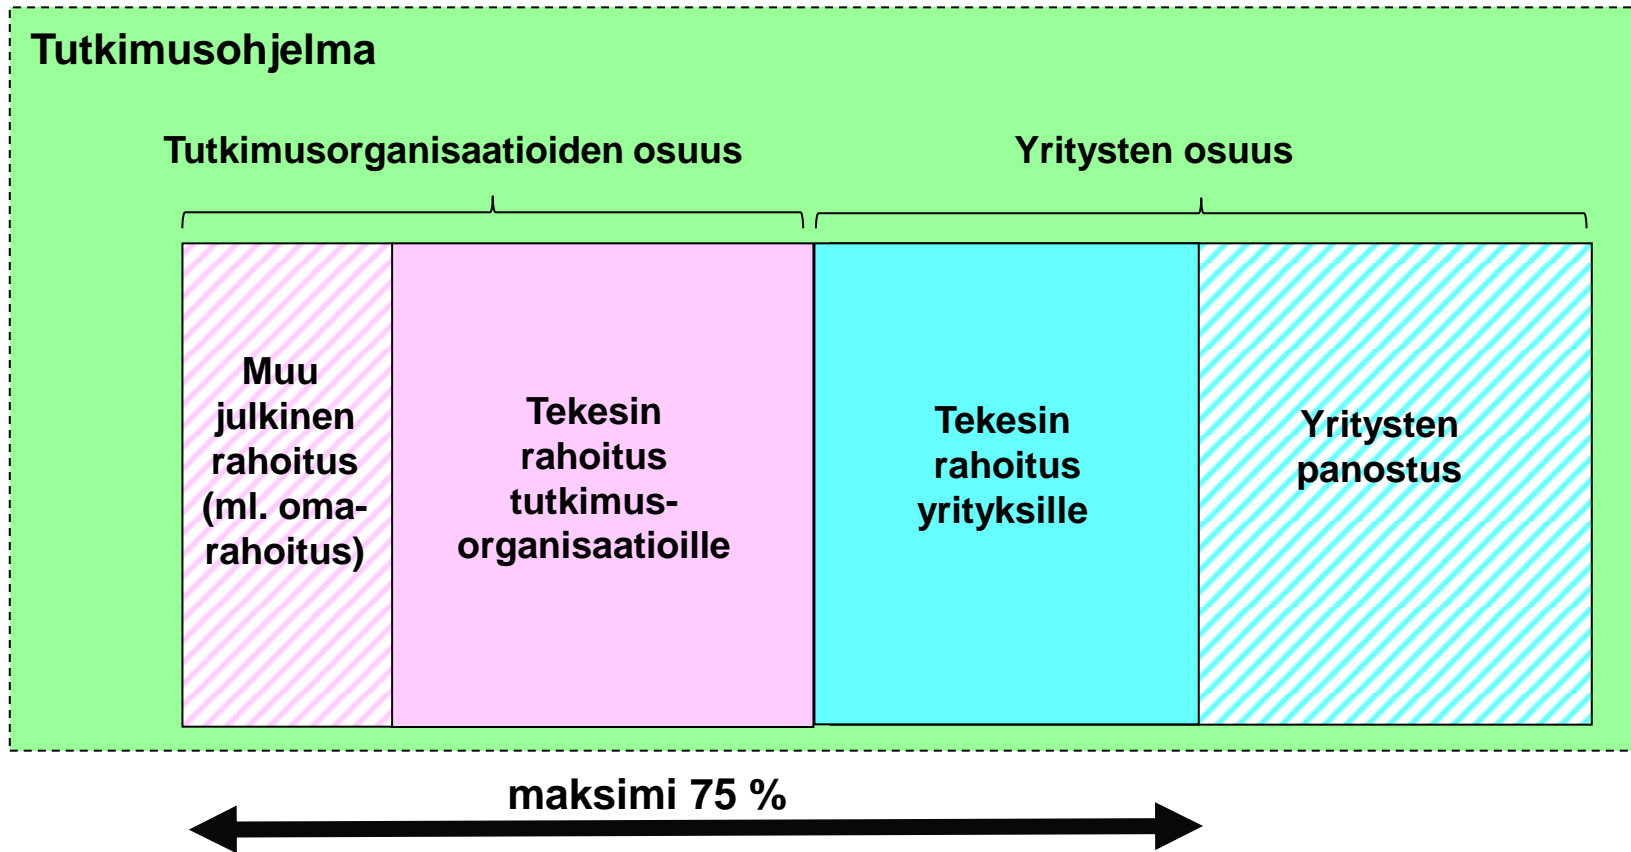 Tutkimusohjelma
Tutkimusorganisaatioiden osuus
Yritysten osuus
Muu
julkinen
rahoitus
(ml. oma-
rahoitus)
Tekesin
rahoitus
tutkimus-
organisaatioille
Tekesin
rahoitus
yrityksille
Yritysten
panostus
maksimi 75 %